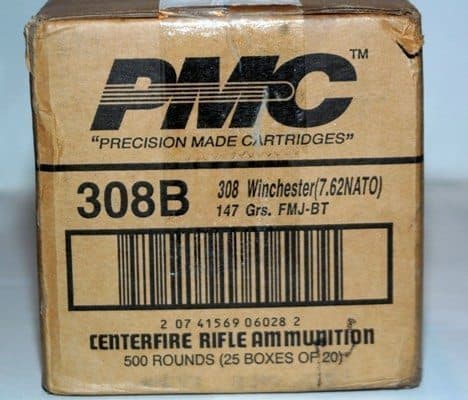 PMC™
"PRECISION MADE CARTRIDGES"
308B
308 Winchester(7.62NATO)
147 Grs. FMJ-BT
2 07 41569 06028 2
CENTERFIRE RIFLE AMMUNITION
500 ROUNDS (25 BOXES OF 20)